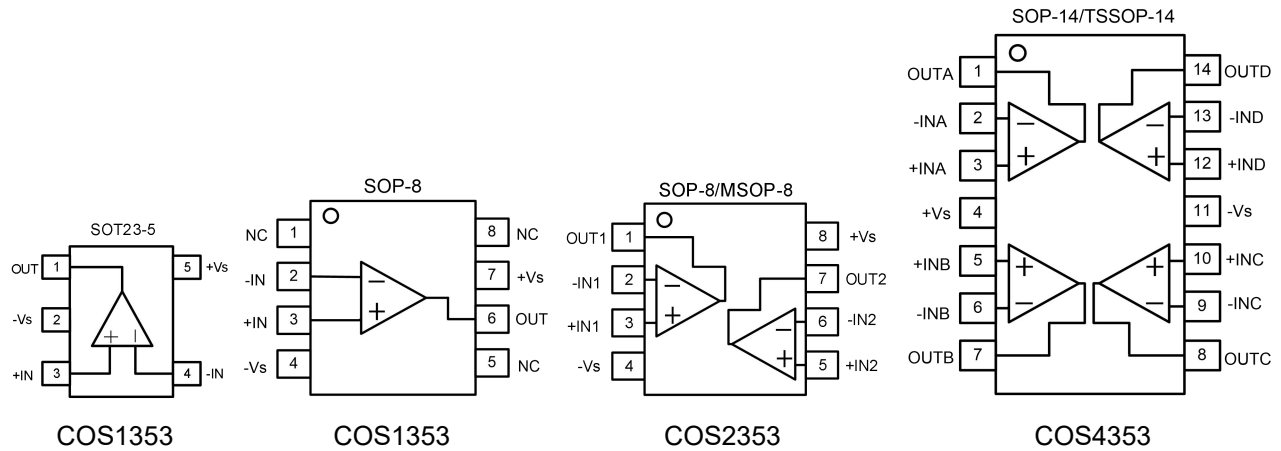 SOT23-5
OUT 1 5 +Vs
-Vs 2
+IN 3 4 -IN
+ −
COS1353
SOP-8
NC 1 8 NC
-IN 2 7 +Vs
+IN 3 6 OUT
-Vs 4 5 NC
−
+
COS1353
SOP-8/MSOP-8
OUT1 1 8 +Vs
-IN1 2 7 OUT2
+IN1 3 6 -IN2
-Vs 4 5 +IN2
−
+
−
+
COS2353
SOP-14/TSSOP-14
OUTA 1 14 OUTD
-INA 2 13 -IND
+INA 3 12 +IND
+Vs 4 11 -Vs
+INB 5 10 +INC
-INB 6 9 -INC
OUTB 7 8 OUTC
− −
+ +
+ +
− −
COS4353